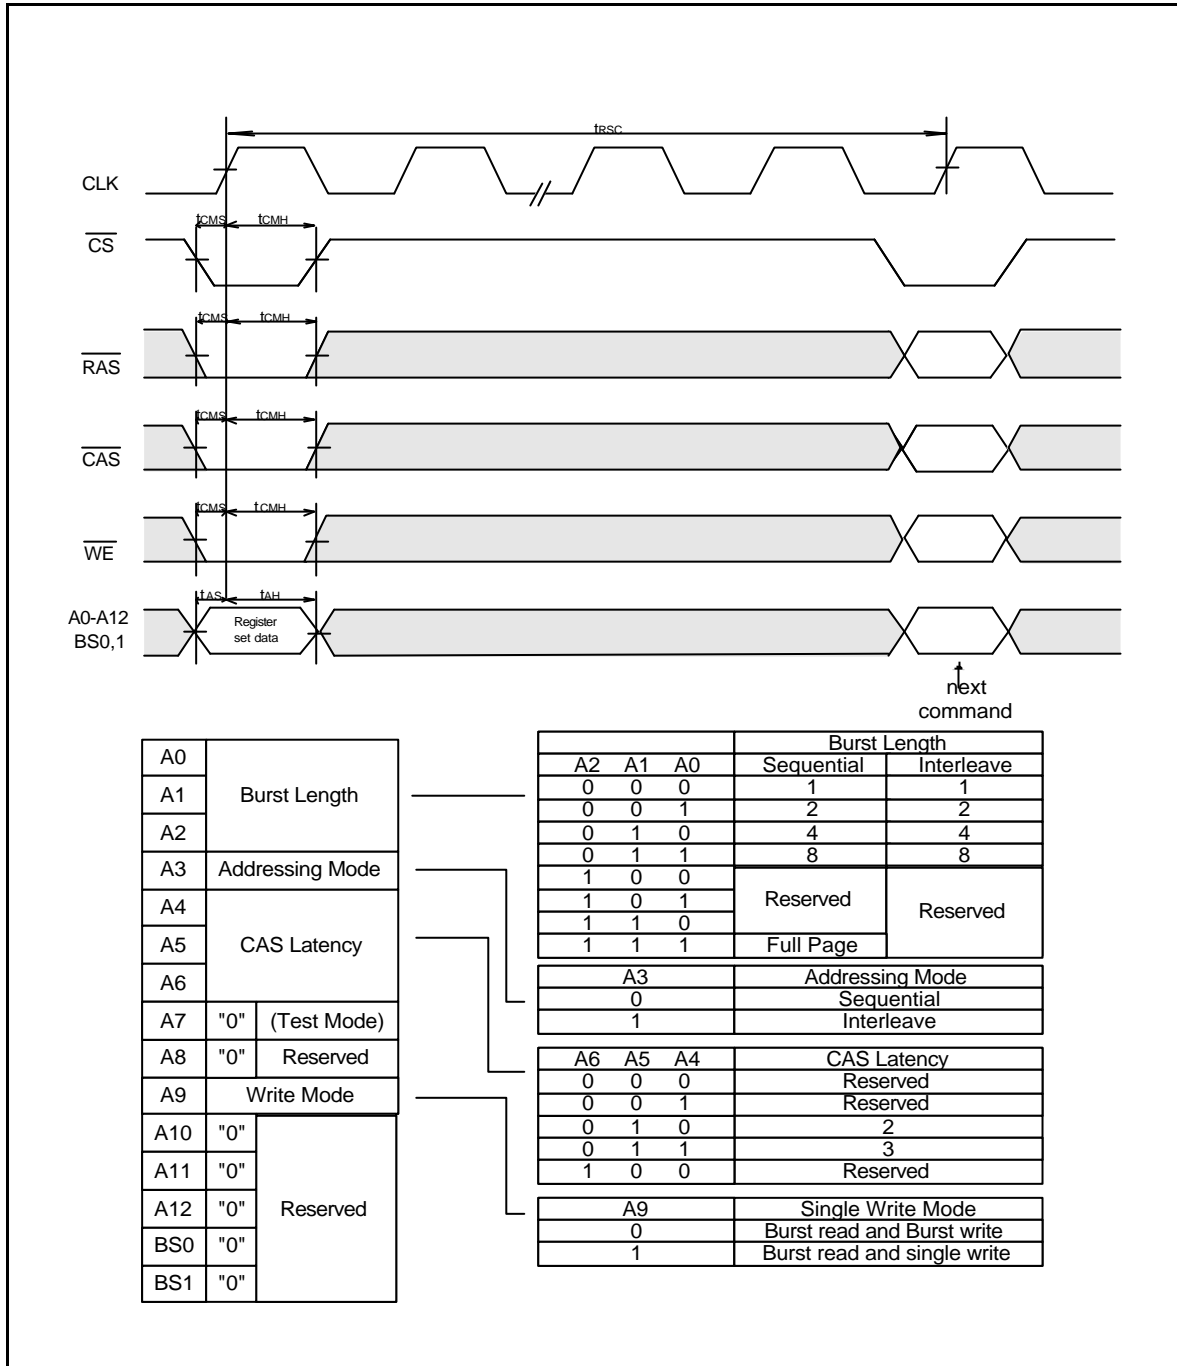 tRSC
CLK
tCMS tCMH
CS
tCMS tCMH
RAS
tCMS tCMH
CAS
tCMS tCMH
WE
tAS tAH
A0-A12
BS0,1
Register
set data
next
command
A0
A1 Burst Length
A2
A3 Addressing Mode
A4
A5 CAS Latency
A6
A7 "0" (Test Mode)
A8 "0" Reserved
A9 Write Mode
A10 "0"
A11 "0"
A12 "0" Reserved
BS0 "0"
BS1 "0"
Burst Length
A2 A1 A0 Sequential Interleave
0 0 0 1 1
0 0 1 2 2
0 1 0 4 4
0 1 1 8 8
1 0 0
1 0 1 Reserved Reserved
1 1 0
1 1 1 Full Page
A3 Addressing Mode
0 Sequential
1 Interleave
A6 A5 A4 CAS Latency
0 0 0 Reserved
0 0 1 Reserved
0 1 0 2
0 1 1 3
1 0 0 Reserved
A9 Single Write Mode
0 Burst read and Burst write
1 Burst read and single write